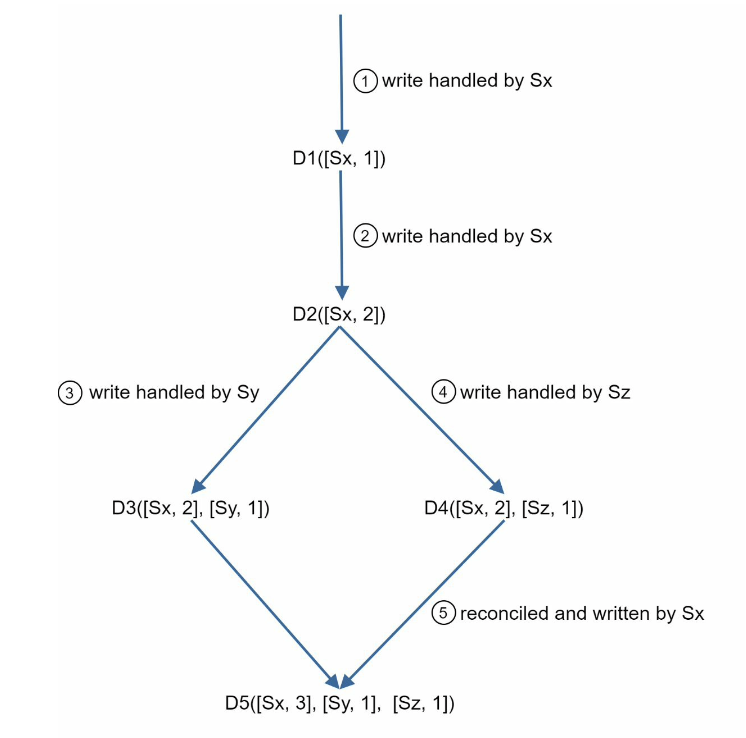 ① write handled by Sx
D1([Sx, 1])
② write handled by Sx
D2([Sx, 2])
③ write handled by Sy
④ write handled by Sz
D3([Sx, 2], [Sy, 1])
D4([Sx, 2], [Sz, 1])
⑤ reconciled and written by Sx
D5([Sx, 3], [Sy, 1], [Sz, 1])